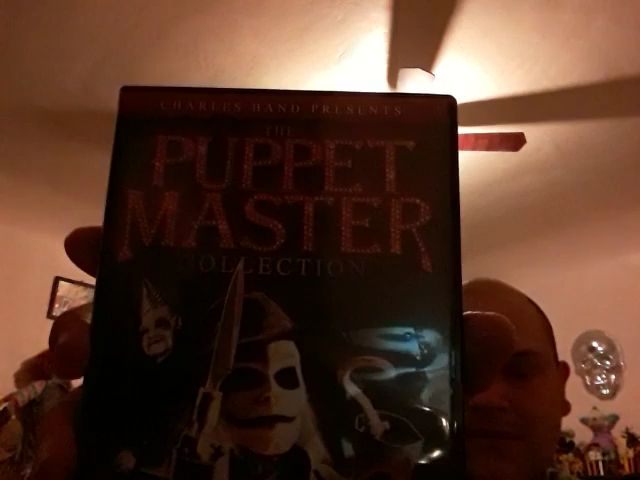 CHARLES BAND PRESENTS
THE
PUPPET
MASTER
COLLECTION